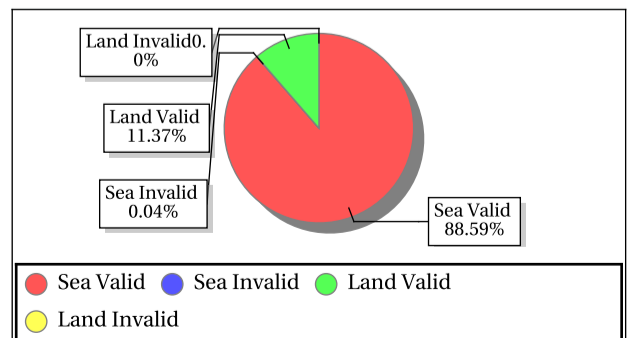 Land Invalid0.
0%
Land Valid
11.37%
Sea Invalid
0.04%
Sea Valid
88.59%
Sea Valid Sea Invalid Land Valid
Land Invalid